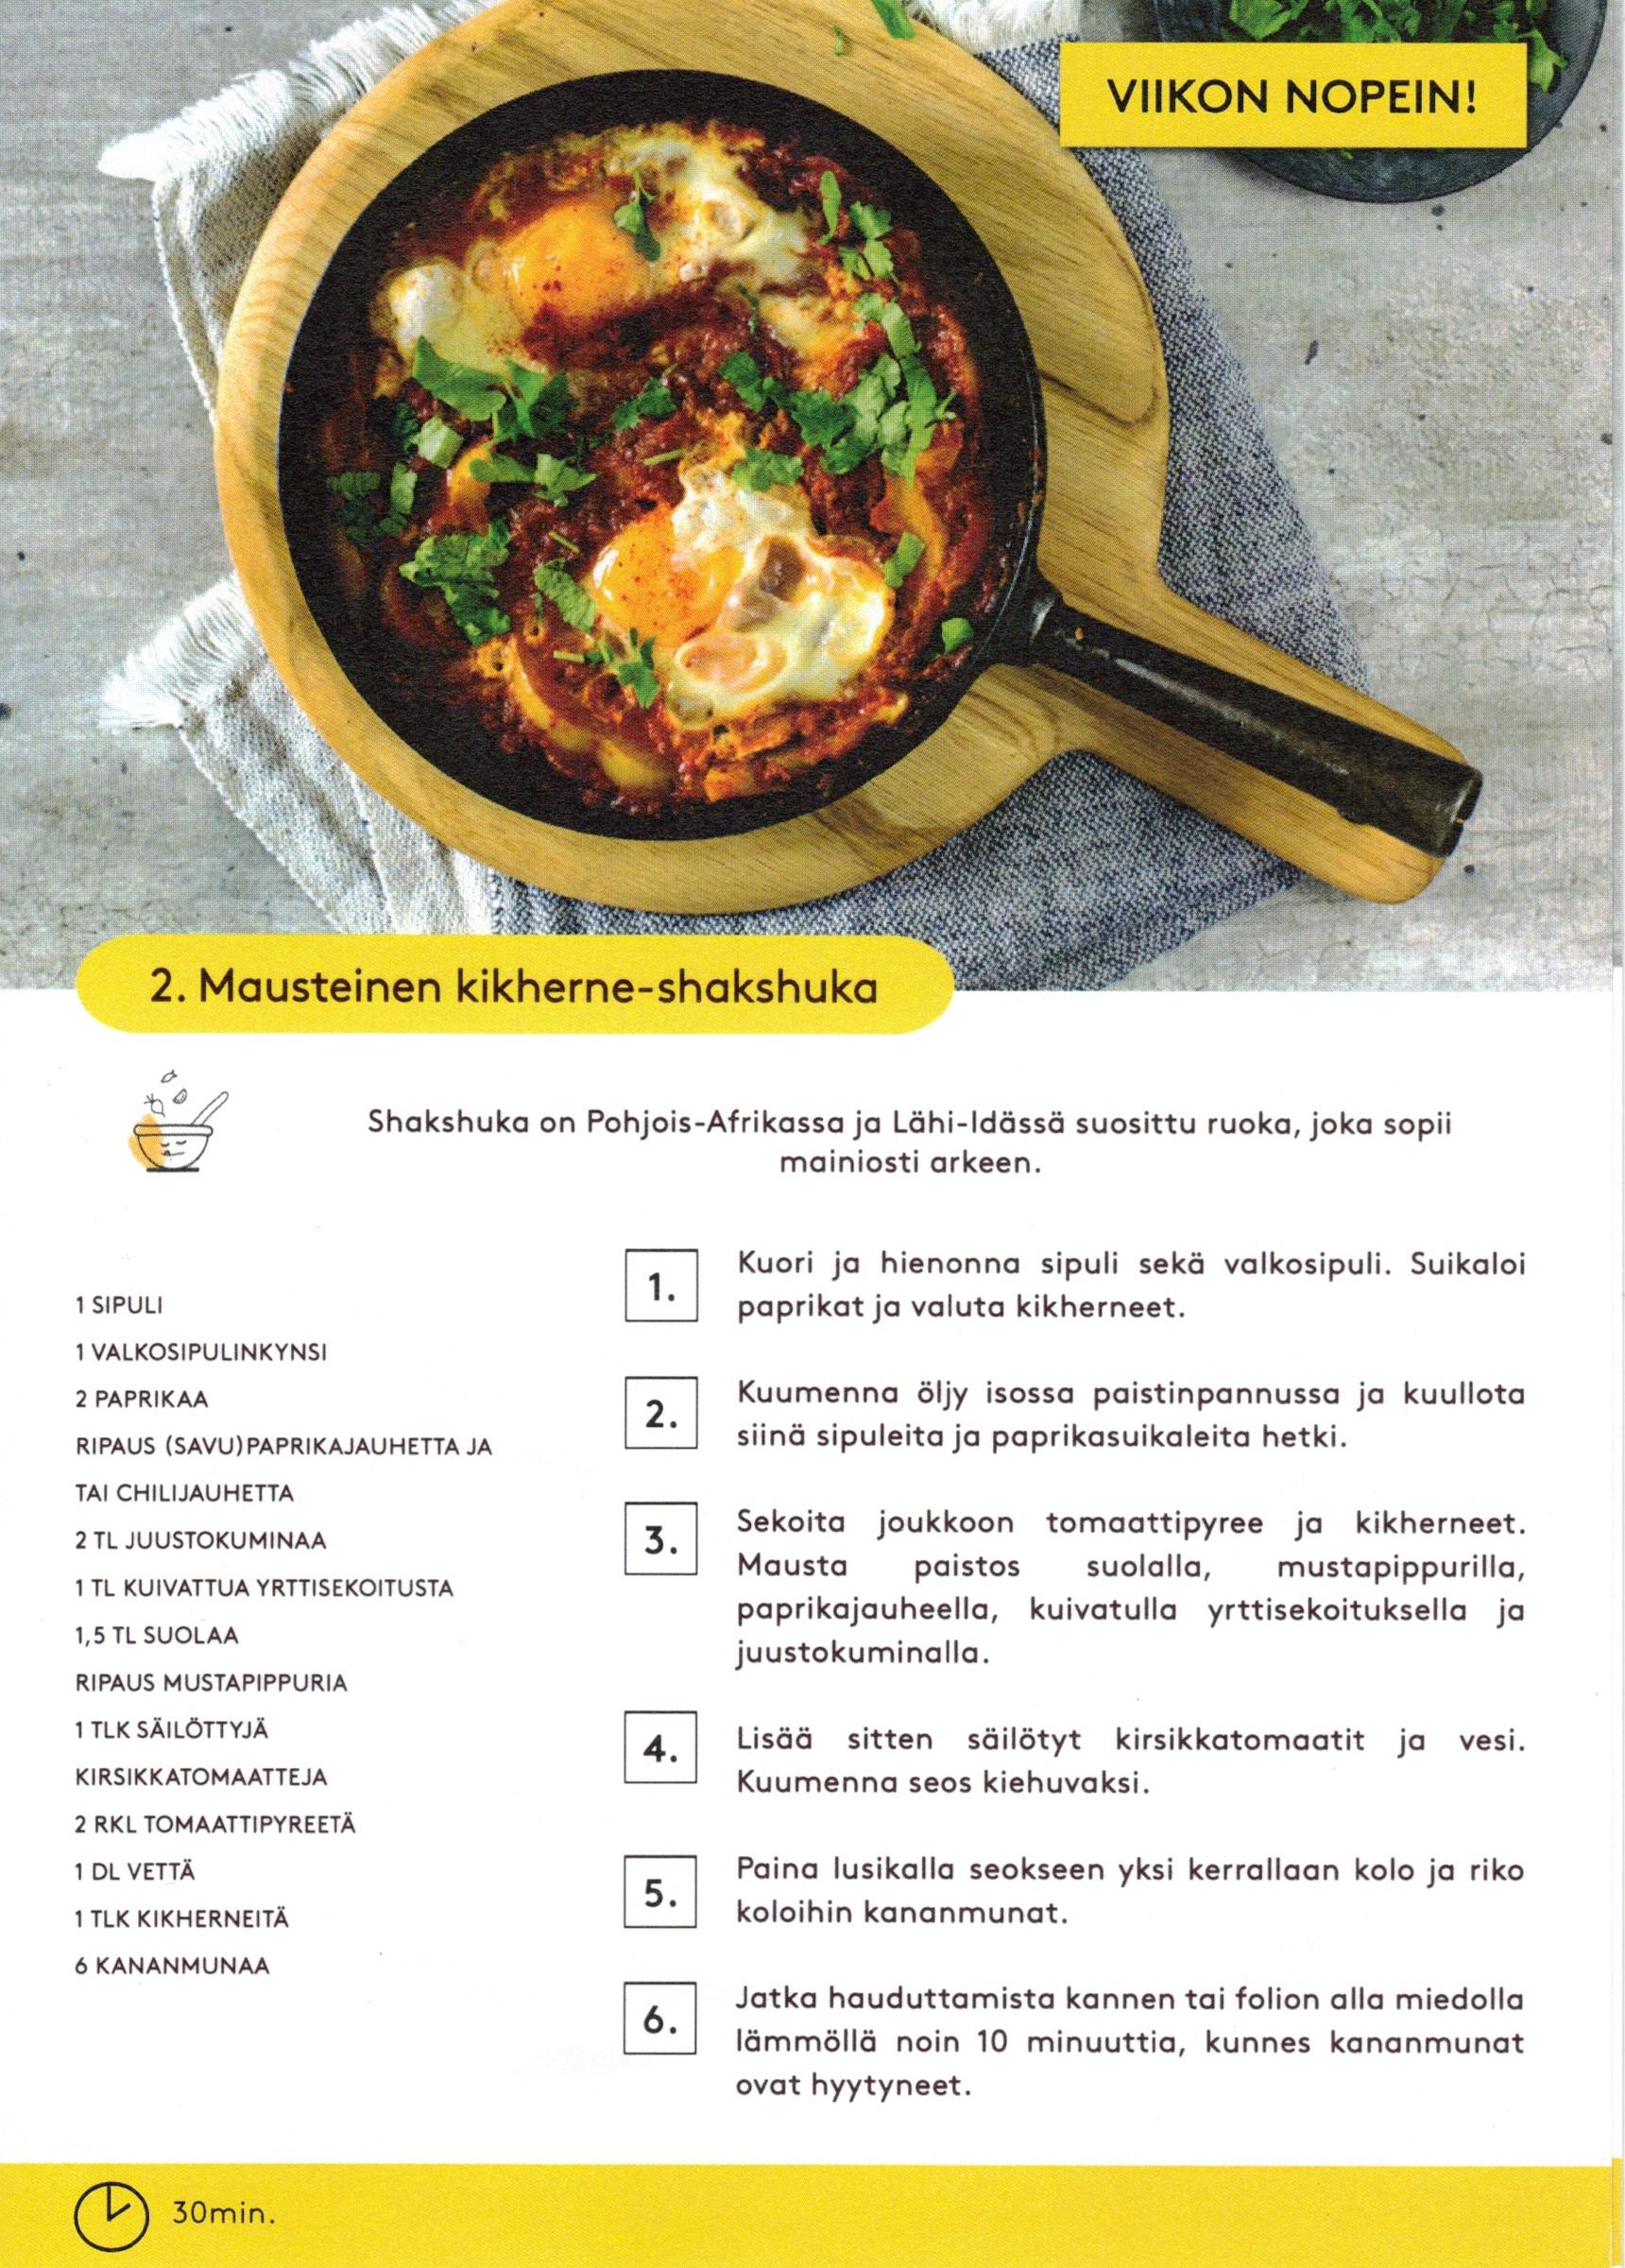 VIIKON NOPEIN!
2. Mausteinen kikherne-shakshuka
Shakshuka on Pohjois-Afrikassa ja Lähi-Idässä suosittu ruoka, joka sopii
mainiosti arkeen.
1 SIPULI
1 VALKOSIPULINKYNSI
2 PAPRIKAA
RIPAUS (SAVU)PAPRIKAJAUHETTA JA
TAI CHILIJAUHETTA
2 TL JUUSTOKUMINAA
1 TL KUIVATTUA YRTTISEKOITUSTA
1,5 TL SUOLAA
RIPAUS MUSTAPIPPURIA
1 TLK SÄILÖTTYJÄ
KIRSIKKATOMAATTEJA
2 RKL TOMAATTIPYREETÄ
1 DL VETTÄ
1 TLK KIKHERNEITÄ
6 KANANMUNAA
1.
Kuori ja hienonna sipuli sekä valkosipuli. Suikaloi
paprikat ja valuta kikherneet.
2.
Kuumenna öljy isossa paistinpannussa ja kuullota
siinä sipuleita ja paprikasuikaleita hetki.
3.
Sekoita joukkoon tomaattipyree ja kikherneet.
Mausta paistos suolalla, mustapippurilla,
paprikajauheella, kuivatulla yrttisekoituksella ja
juustokuminalla.
4.
Lisää sitten säilötyt kirsikkatomaatit ja vesi.
Kuumenna seos kiehuvaksi.
5.
Paina lusikalla seokseen yksi kerrallaan kolo ja riko
koloihin kananmunat.
6.
Jatka hauduttamista kannen tai folion alla miedolla
lämmöllä noin 10 minuuttia, kunnes kananmunat
ovat hyytyneet.
30min.